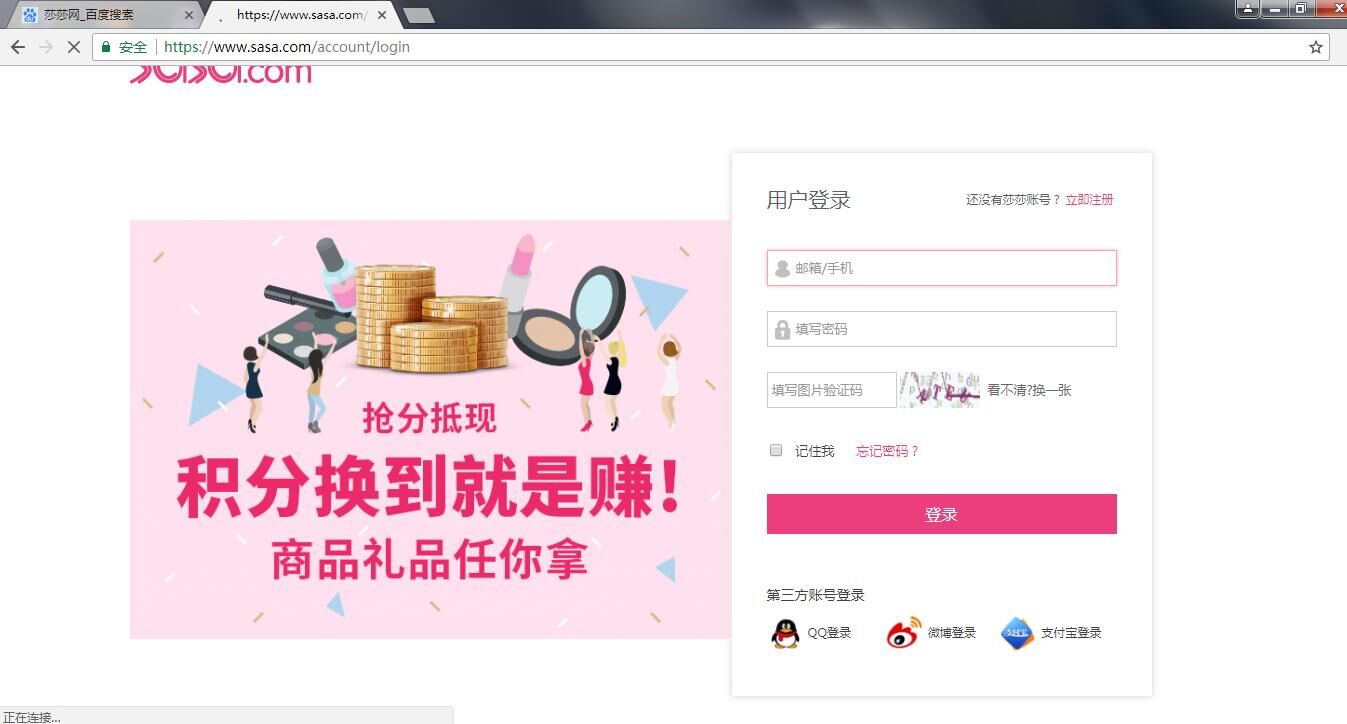 莎莎网_百度搜索
https://www.sasa.com/
安全
https://www.sasa.com/account/login
sasa.com
用户登录
还没有莎莎账号？ 立即注册
邮箱/手机
填写密码
填写图片验证码
看不清?换一张
记住我
忘记密码？
登录
抢分抵现
积分换到就是赚!
商品礼品任你拿
第三方账号登录
QQ登录
微博登录
支付宝
支付宝登录
正在连接...